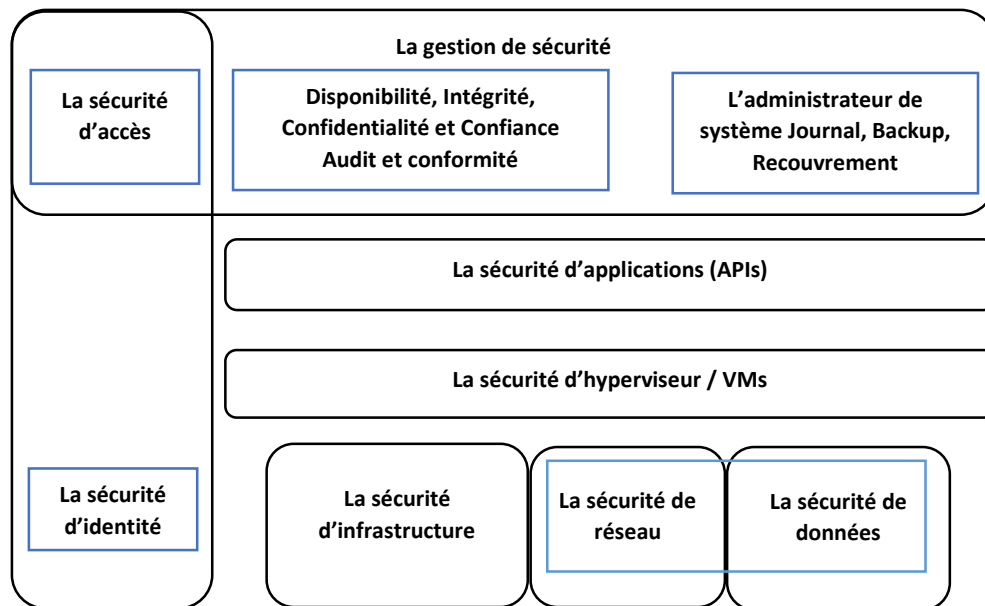 La gestion de sécurité
La sécurité
d’accès
Disponibilité, Intégrité,
Confidentialité et Confiance
Audit et conformité
L’administrateur de
système Journal, Backup,
Recouvrement
La sécurité d’applications (APIs)
La sécurité d’hyperviseur / VMs
La sécurité
d’identité
La sécurité
d’infrastructure
La sécurité de
réseau
La sécurité de
données